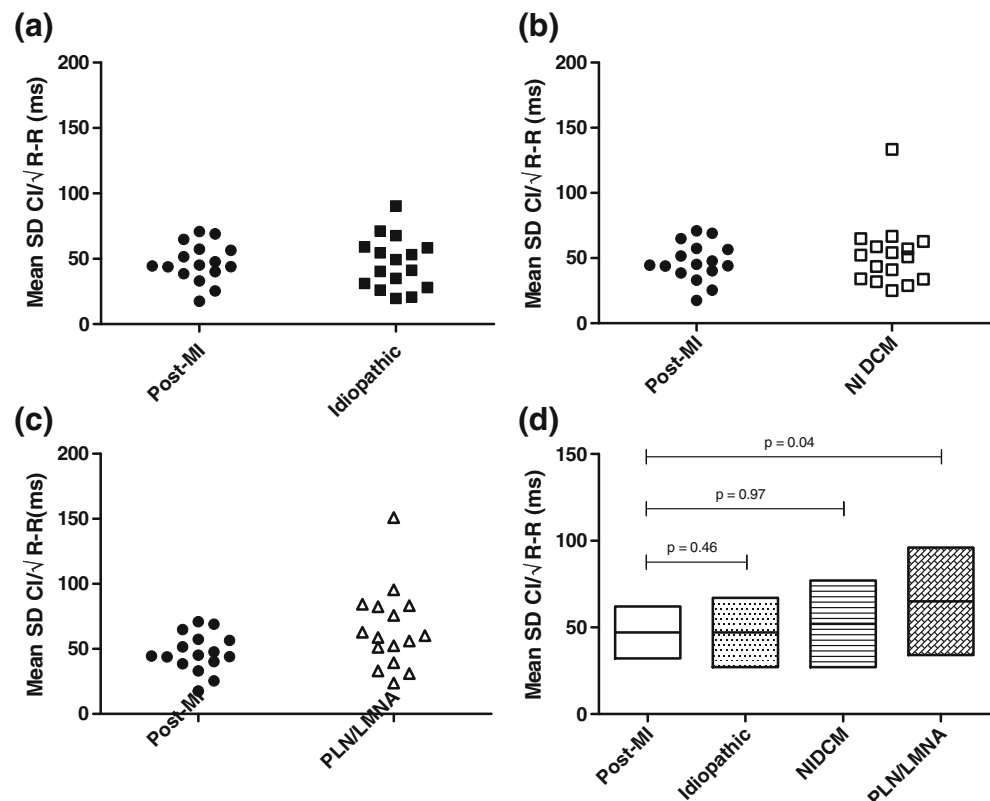 (a)
Mean SD CI/√R-R (ms)
200
150
100
50
0
Post-MI
Idiopathic
(b)
Mean SD CI/√R-R (ms)
200
150
100
50
0
Post-MI
NI DCM
(c)
Mean SD CI/√R-R(ms)
200
150
100
50
0
Post-MI
PLN/LMNA
(d)
Mean SD CI/√R-R (ms)
150
100
50
0
p = 0.04
p = 0.97
p = 0.46
Post-MI
Idiopathic
NIDCM
PLN/LMNA